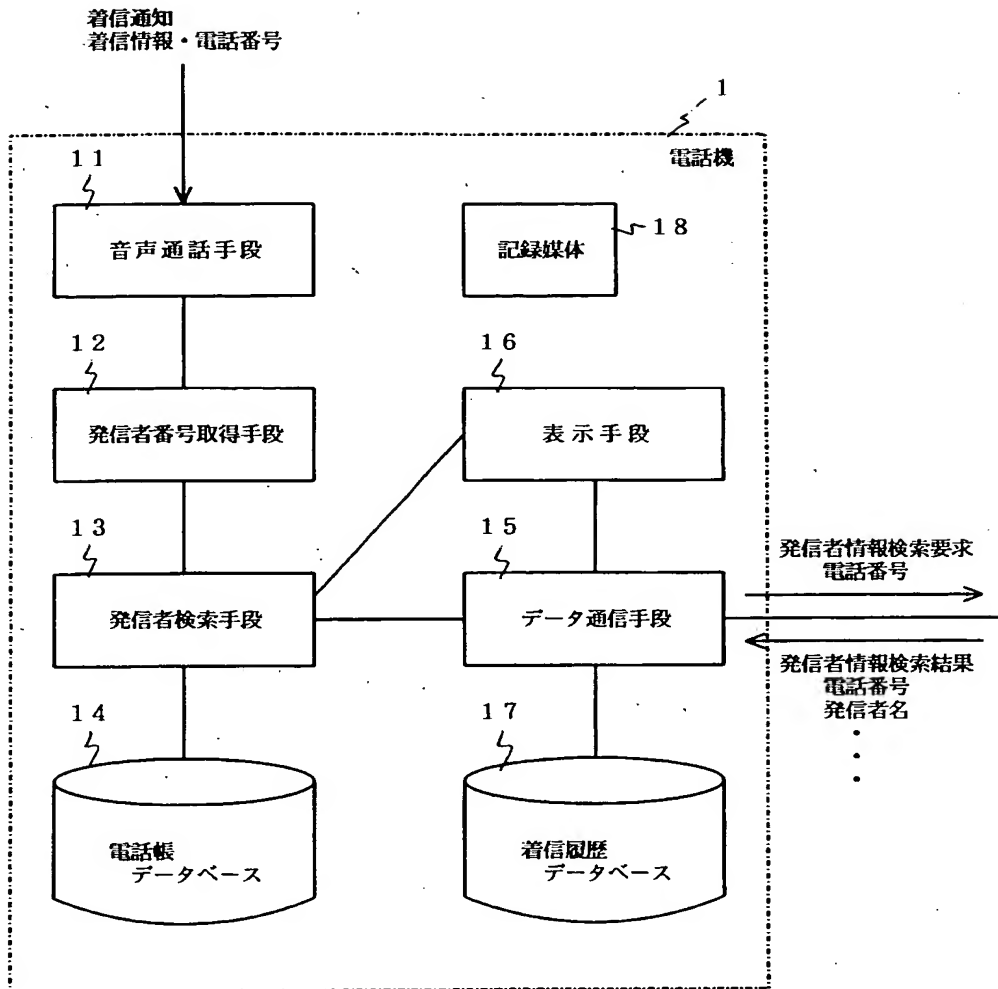 着信通知
着信情報・電話番号
1
電話機
11
音声通話手段
18
記録媒体
12
発信者番号取得手段
16
表示手段
13
発信者検索手段
15
データ通信手段
発信者情報検索要求
電話番号
発信者情報検索結果
電話番号
発信者名
・
・
・
14
電話帳
データベース
17
着信履歴
データベース